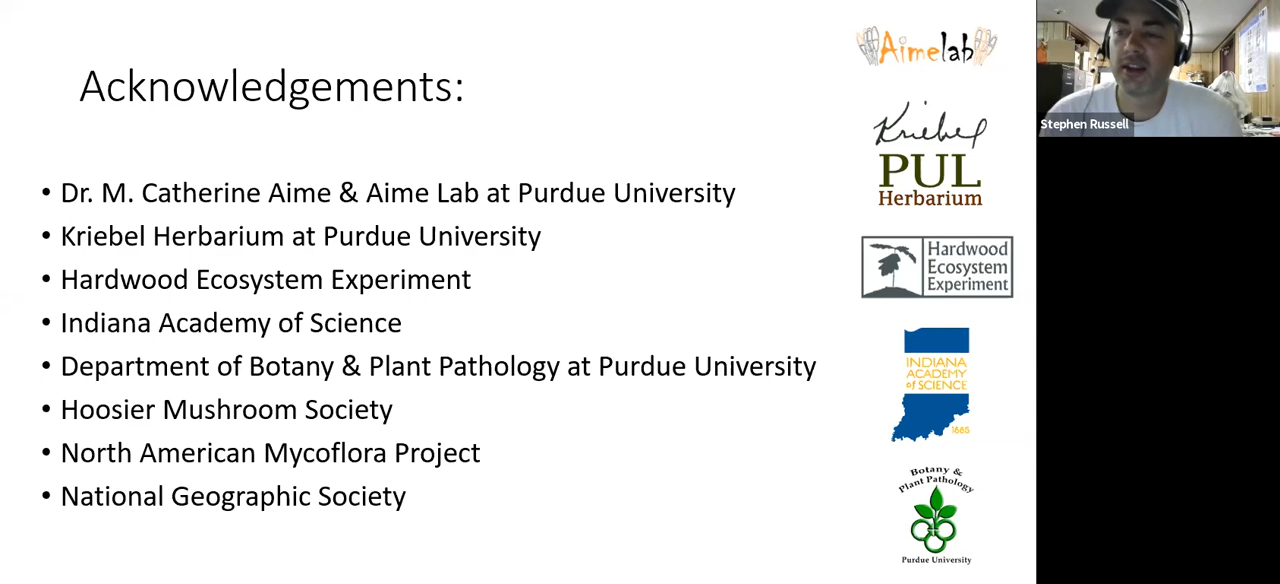 Acknowledgements:
• Dr. M. Catherine Aime & Aime Lab at Purdue University
• Kriebel Herbarium at Purdue University
• Hardwood Ecosystem Experiment
• Indiana Academy of Science
• Department of Botany & Plant Pathology at Purdue University
• Hoosier Mushroom Society
• North American Mycoflora Project
• National Geographic Society
Aimelab
Kriebel
PUL
Herbarium
Hardwood
Ecosystem
Experiment
INDIANA
ACADEMY
of SCIENCE
1885
Botany &
Plant Pathology
Purdue University
Stephen Russell